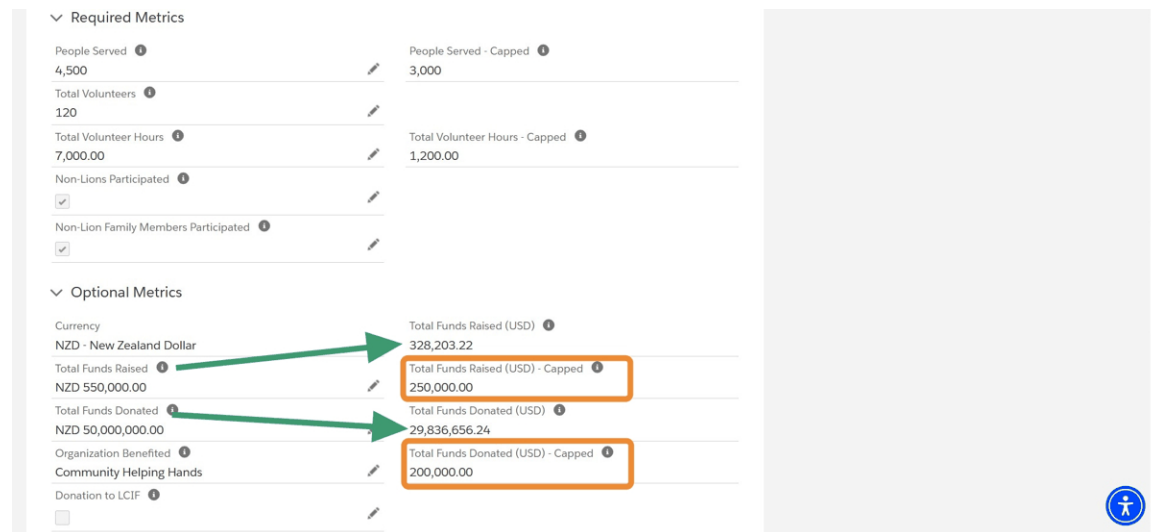 Required Metrics
People Served
People Served - Capped
4,500
3,000
Total Volunteers
120
Total Volunteer Hours
Total Volunteer Hours - Capped
7,000.00
1,200.00
Non-Lions Participated
Non-Lion Family Members Participated
Optional Metrics
Currency
Total Funds Raised (USD)
NZD - New Zealand Dollar
328,203.22
Total Funds Raised
Total Funds Raised (USD) - Capped
NZD 550,000.00
250,000.00
Total Funds Donated
Total Funds Donated (USD)
NZD 50,000,000.00
29,836,656.24
Organization Benefited
Total Funds Donated (USD) - Capped
Community Helping Hands
200,000.00
Donation to LCIF